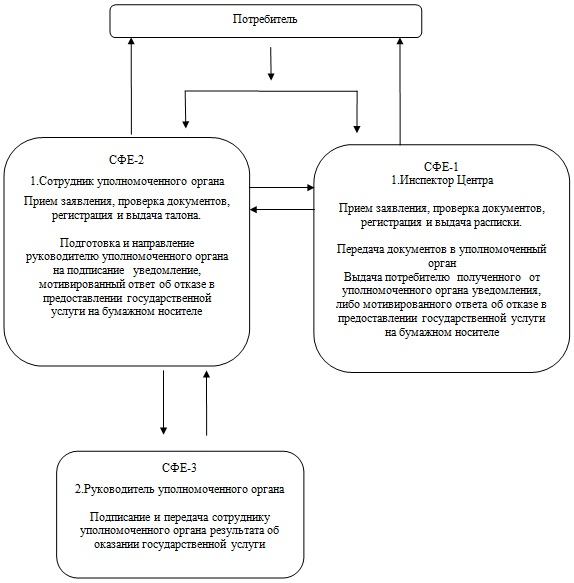 Потребитель
СФЕ-2
1.Сотрудник уполномоченного органа
Прием заявления, проверка документов,
регистрация и выдача талона.
Подготовка и направление
руководителю уполномоченного органа
на подписание уведомление,
мотивированный ответ об отказе в
предоставлении государственной
услуги на бумажном носителе
СФЕ-1
1.Инспектор Центра
Прием заявления, проверка документов,
регистрация и выдача расписки.
Передача документов в уполномоченный
орган
Выдача потребителю полученного от
уполномоченного органа уведомления,
либо мотивированного ответа об отказе в
предоставлении государственной услуги
на бумажном носителе
СФЕ-3
2.Руководитель уполномоченного органа
Подписание и передача сотруднику
уполномоченного органа результата об
оказании государственной услуги